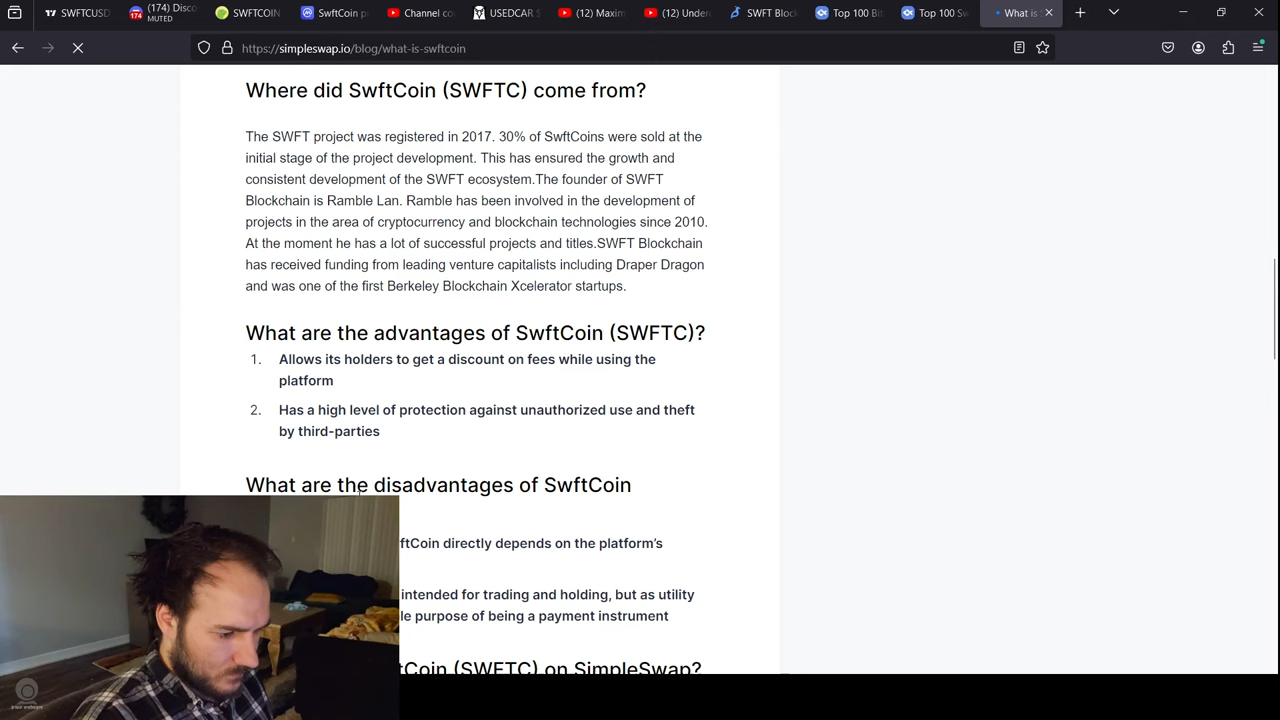 SWFTCUSD
(174) Disco
MUTED
174
SWFTCOIN
SwftCoin p
Channel co
USEDCAR
(12) Maxim
(12) Under
SWFT Block
Top 100 Bi
Top 100 Sw
What is
https://simpleswap.io/blog/what-is-swftcoin
Where did SwftCoin (SWFTC) come from?
The SWFT project was registered in 2017. 30% of SwftCoins were sold at the
initial stage of the project development. This has ensured the growth and
consistent development of the SWFT ecosystem.The founder of SWFT
Blockchain is Ramble Lan. Ramble has been involved in the development of
projects in the area of cryptocurrency and blockchain technologies since 2010.
At the moment he has a lot of successful projects and titles.SWFT Blockchain
has received funding from leading venture capitalists including Draper Dragon
and was one of the first Berkeley Blockchain Xcelerator startups.
What are the advantages of SwftCoin (SWFTC)?
1. Allows its holders to get a discount on fees while using the
platform
2. Has a high level of protection against unauthorized use and theft
by third-parties
What are the disadvantages of SwftCoin
ftCoin directly depends on the platform's
intended for trading and holding, but as utility
le purpose of being a payment instrument
tCoin (SWFTC) on SimpleSwap?